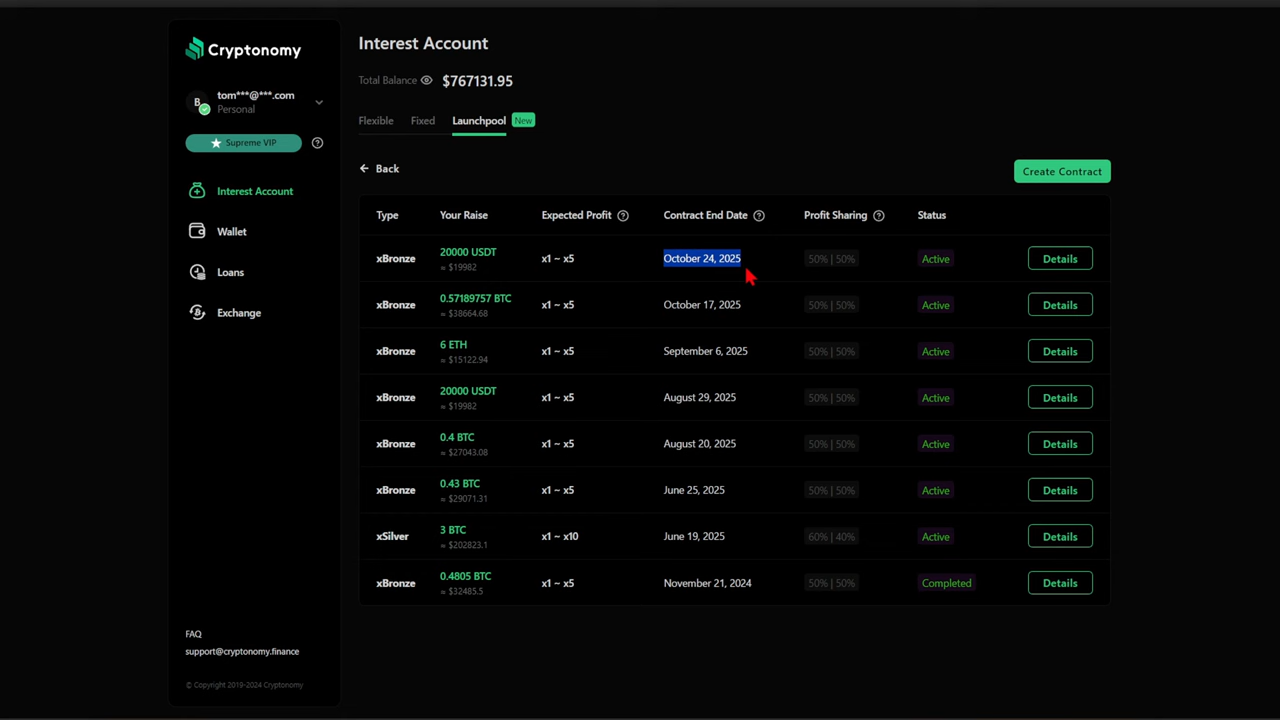 Cryptonomy
tom***@***.com
Personal
B
Supreme VIP
Interest Account
Wallet
Loans
Exchange
FAQ
support@cryptonomy.finance
© Copyright 2019-2024 Cryptonomy
Interest Account
Total Balance $767131.95
Flexible Fixed Launchpool New
Back
Create Contract
Type Your Raise Expected Profit Contract End Date Profit Sharing Status
xBronze 20000 USDT x1 ~ x5 October 24, 2025 50% | 50% Active Details
≈ $19982
xBronze 0.57189757 BTC x1 ~ x5 October 17, 2025 50% | 50% Active Details
≈ $38664.68
xBronze 6 ETH x1 ~ x5 September 6, 2025 50% | 50% Active Details
≈ $15122.94
xBronze 20000 USDT x1 ~ x5 August 29, 2025 50% | 50% Active Details
≈ $19982
xBronze 0.4 BTC x1 ~ x5 August 20, 2025 50% | 50% Active Details
≈ $27043.08
xBronze 0.43 BTC x1 ~ x5 June 25, 2025 50% | 50% Active Details
≈ $29071.31
xSilver 3 BTC x1 ~ x10 June 19, 2025 60% | 40% Active Details
≈ $202823.1
xBronze 0.4805 BTC x1 ~ x5 November 21, 2024 50% | 50% Completed Details
≈ $32485.5